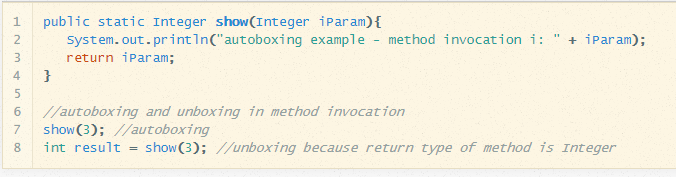 1 public static Integer show(Integer iParam){
2    System.out.println("autoboxing example - method invocation i: " + iParam);
3    return iParam;
4 }
5
6 //autoboxing and unboxing in method invocation
7 show(3); //autoboxing
8 int result = show(3); //unboxing because return type of method is Integer